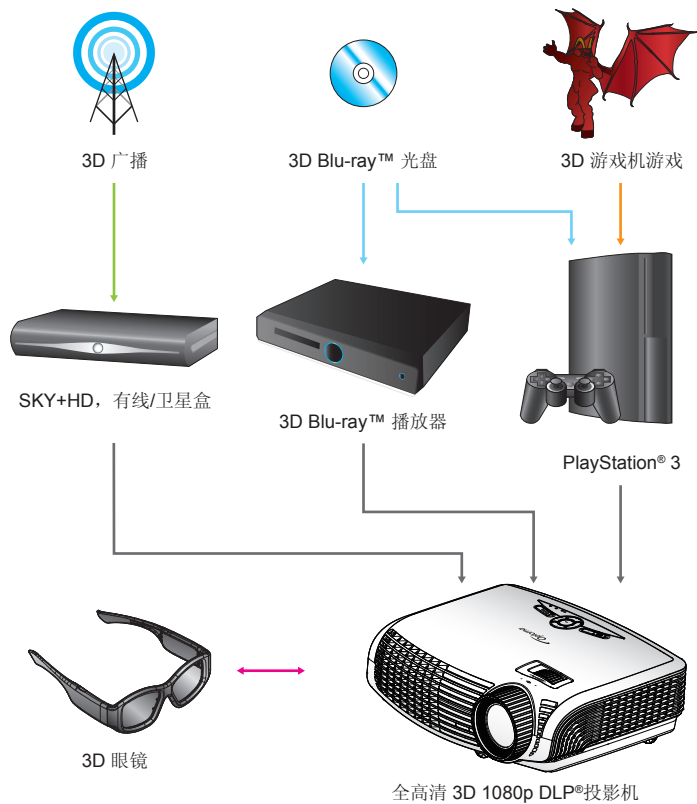 3D 广播
3D Blu-ray™ 光盘
3D 游戏机游戏
SKY+HD，有线/卫星盒
3D Blu-ray™ 播放器
PlayStation® 3
Optoma
3D 眼镜
全高清 3D 1080p DLP®投影机